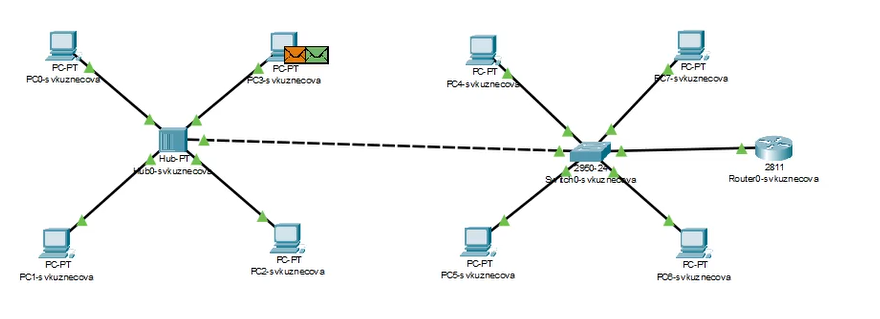 PC-PT
PC0-svkuznecova
PC-PT
PC3-svkuznecova
PC-PT
PC4-svkuznecova
PC-PT
PC7-svkuznecova
Hub-PT
Hub0-svkuznecova
2950-24
Switch0-svkuznecova
2811
Router0-svkuznecova
PC-PT
PC1-svkuznecova
PC-PT
PC2-svkuznecova
PC-PT
PC5-svkuznecova
PC-PT
PC6-svkuznecova